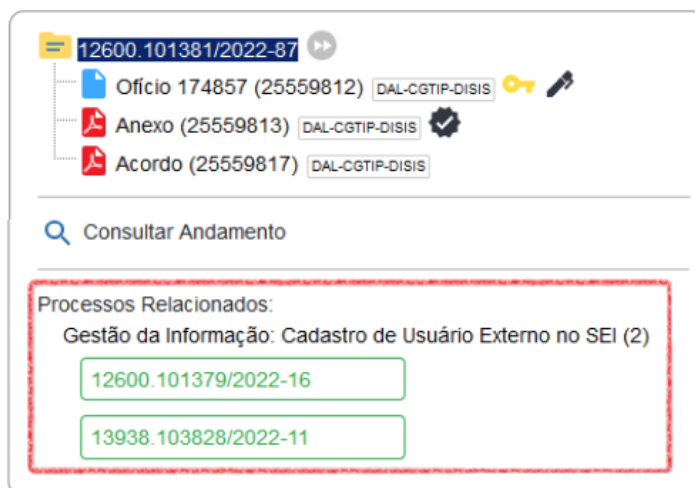 12600.101381/2022-87
Ofício 174857 (25559812) DAL-CGTIP-DISIS
Anexo (25559813) DAL-CGTIP-DISIS
Acordo (25559817) DAL-CGTIP-DISIS
Consultar Andamento
Processos Relacionados:
Gestão da Informação: Cadastro de Usuário Externo no SEI (2)
12600.101379/2022-16
13938.103828/2022-11